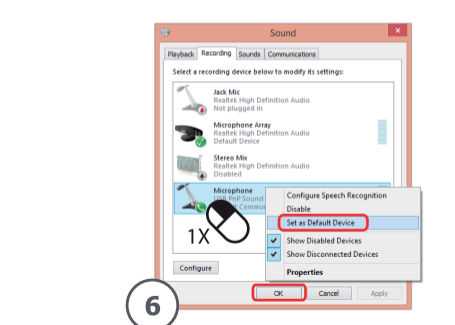 Sound
Playback Recording Sounds Communications
Select a recording device below to modify its settings:
Jack Mic
Realtek High Definition Audio
Not plugged in
Microphone Array
Realtek High Definition Audio
Default Device
Stereo Mix
Realtek High Definition Audio
Disabled
Microphone
USB PnP Sound
Commu
1X
Configure Speech Recognition
Disable
Set as Default Device
Show Disabled Devices
Show Disconnected Devices
Properties
Configure
OK Cancel Apply
6